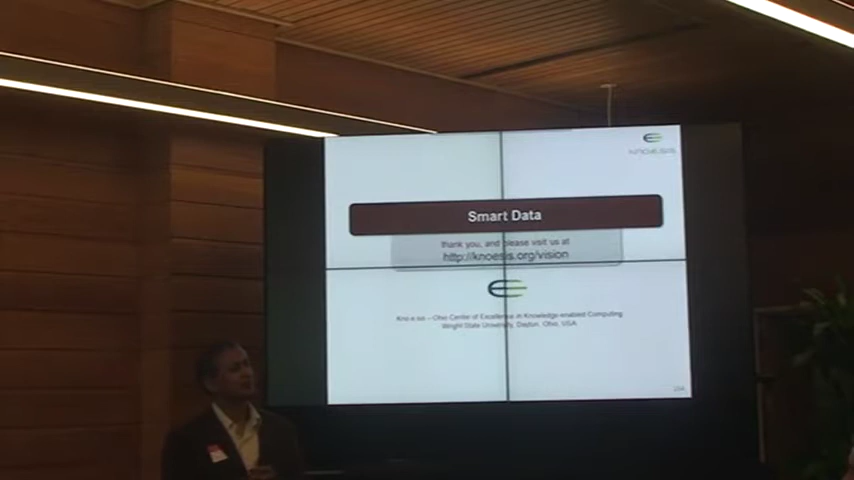 KNOESIS
Smart Data
thank you, and please visit us at
http://knoesis.org/vision
Kno.e.sis – Ohio Center of Excellence in Knowledge-enabled Computing
Wright State University, Dayton, Ohio, USA